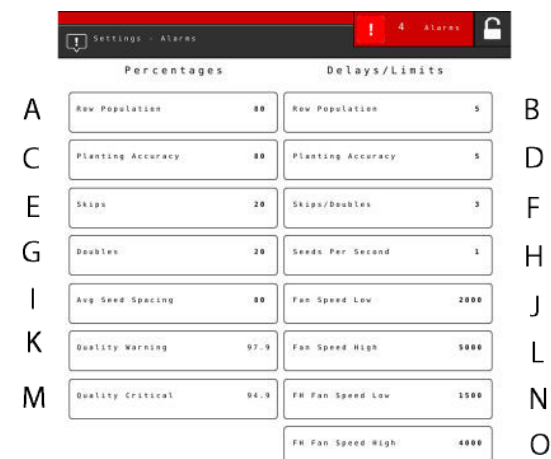 ! Settings - Alarms ! 4 Alarms
Percentages Delays/Limits
A Row Population 80 Row Population 5 B
C Planting Accuracy 80 Planting Accuracy 5 D
E Skips 20 Skips/Doubles 3 F
G Doubles 20 Seeds Per Second 1 H
I Avg Seed Spacing 80 Fan Speed Low 2000 J
K Quality Warning 97.9 Fan Speed High 5000 L
M Quality Critical 94.9 FH Fan Speed Low 1500 N
FH Fan Speed High 4000 O